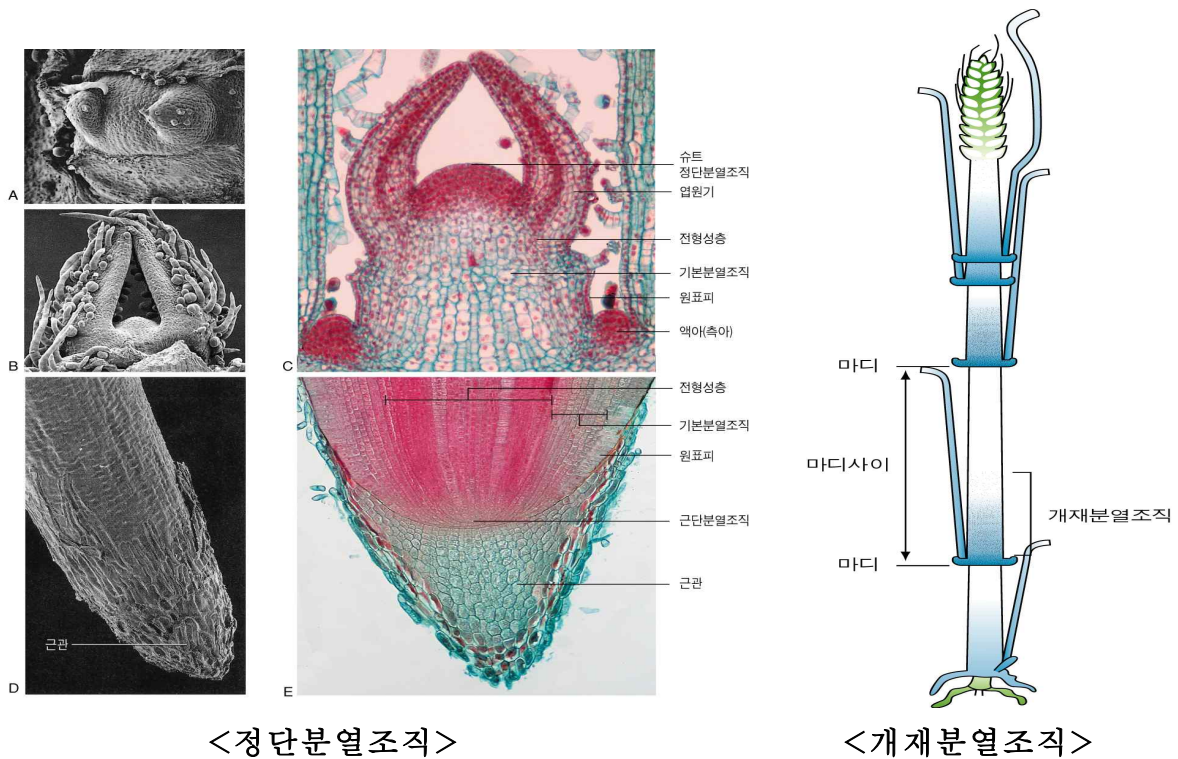 A
B
C
슈트
정단분열조직
엽원기
전형성층
기본분열조직
원표피
액아(측아)
근관
D
E
전형성층
기본분열조직
원표피
근단분열조직
근관
<정단분열조직>
마디
마디사이
개재분열조직
마디
<개재분열조직>